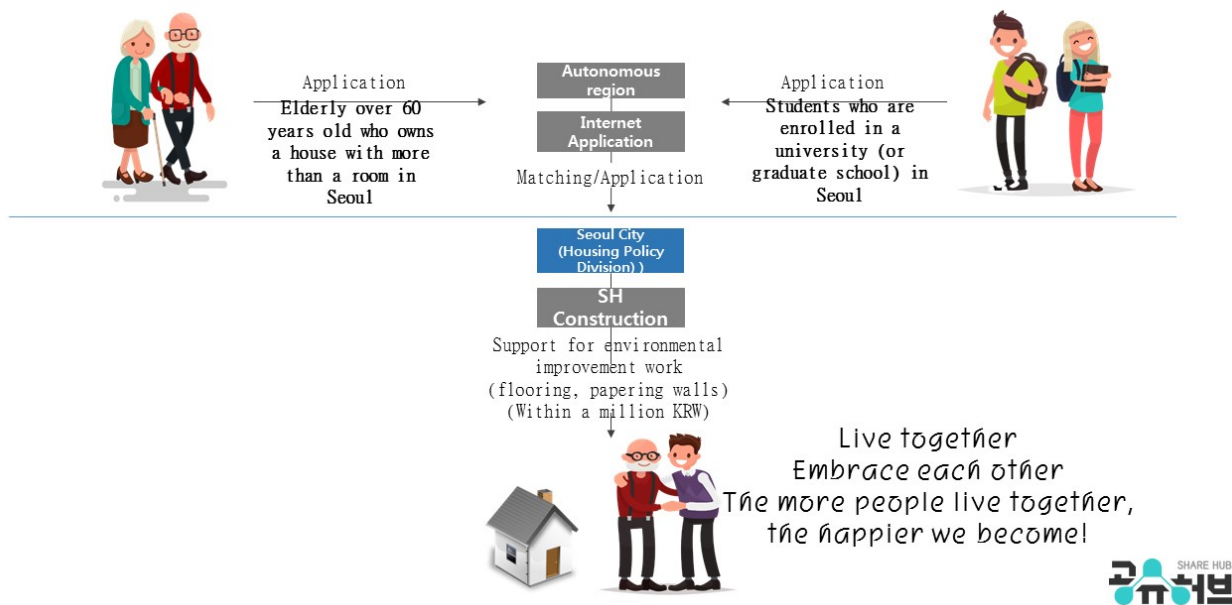 Application
Elderly over 60
years old who owns
a house with more
than a room in
Seoul
Autonomous
region
Internet
Application
Matching/Application
Application
Students who are
enrolled in a
university (or
graduate school) in
Seoul
Seoul City
(Housing Policy
Division) )
SH
Construction
Support for environmental
improvement work
(flooring, papering walls)
(Within a million KRW)
Live together
Embrace each other
The more people live together,
the happier we become!
SHARE HUB
공유허브